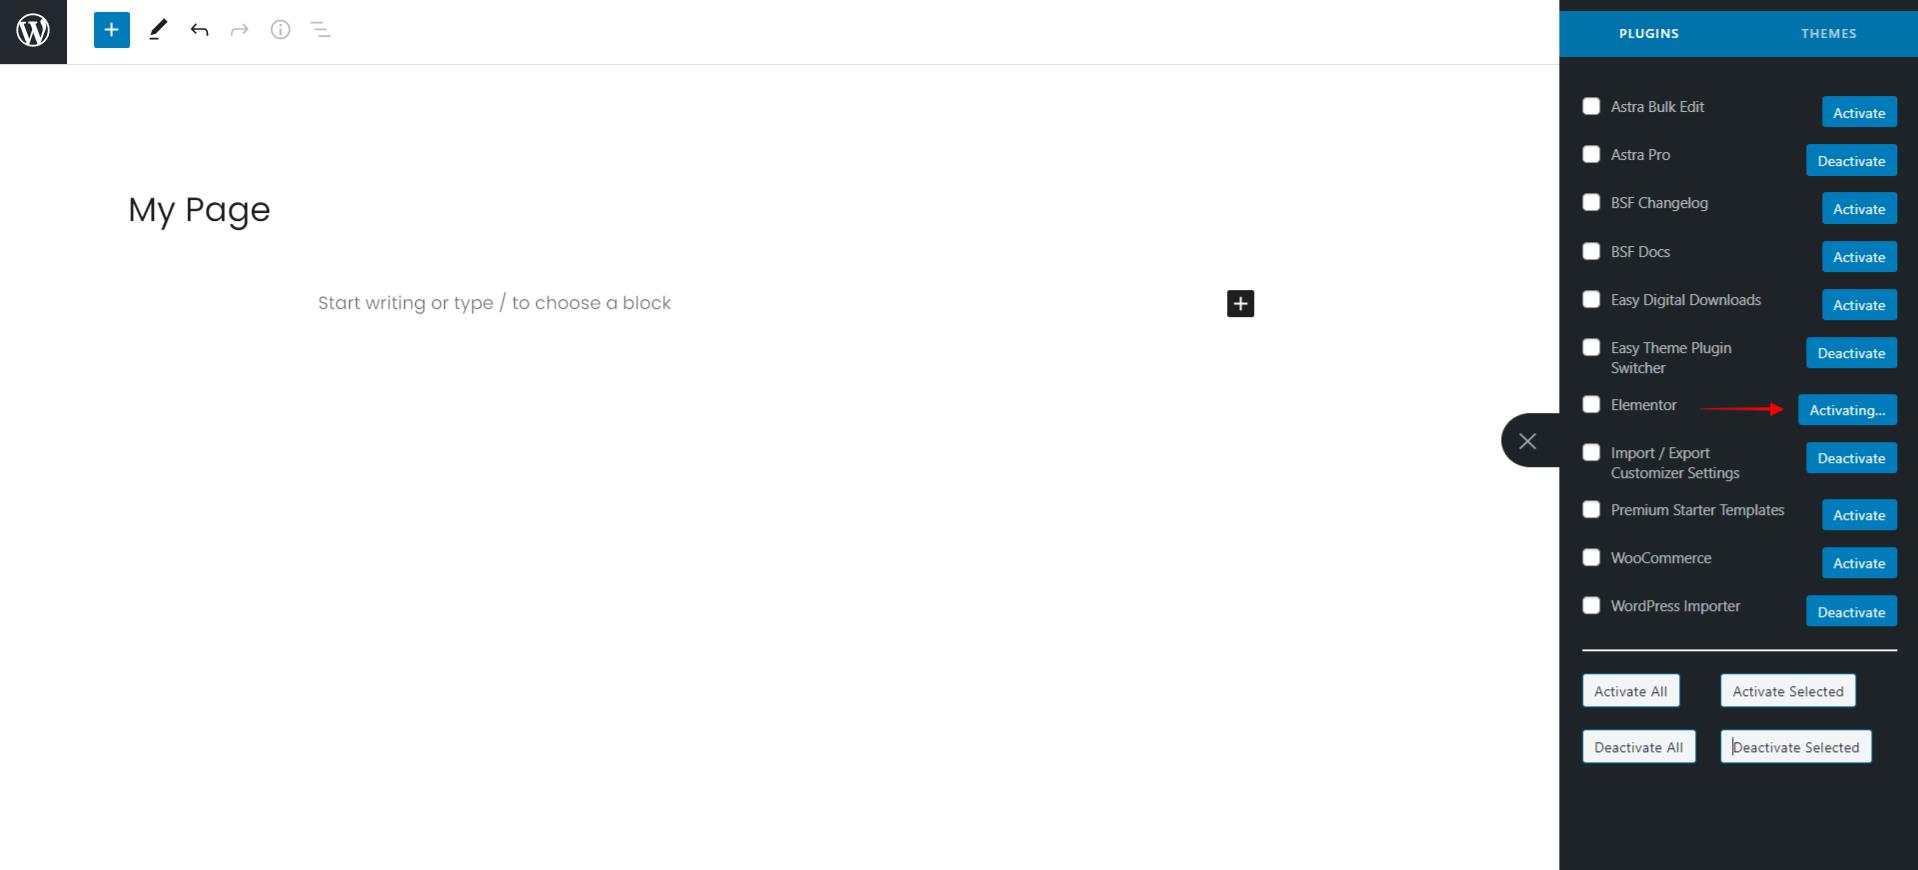 PLUGINS THEMES
Astra Bulk Edit Activate
Astra Pro Deactivate
BSF Changelog Activate
My Page
BSF Docs Activate
Start writing or type / to choose a block
Easy Digital Downloads Activate
Easy Theme Plugin
Switcher
Deactivate
Elementor Activating...
Import / Export
Customizer Settings
Deactivate
Premium Starter Templates Activate
WooCommerce Activate
WordPress Importer Deactivate
Activate All Activate Selected
Deactivate All Deactivate Selected